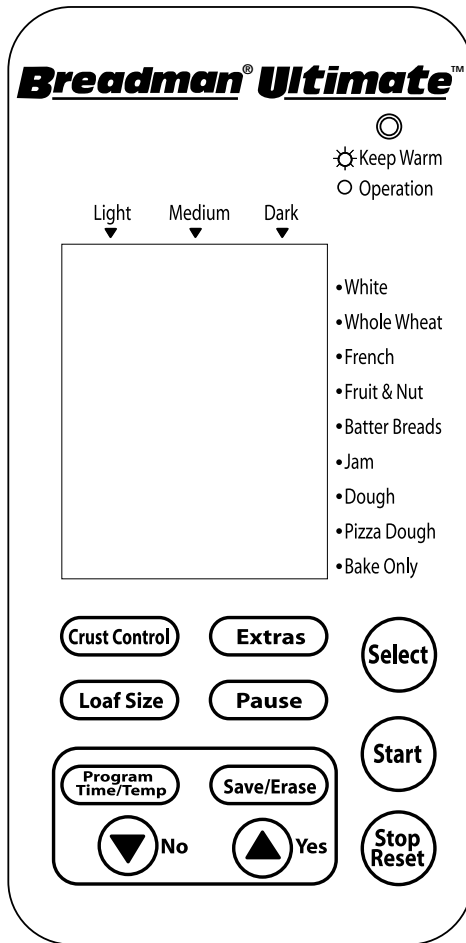 Breadman® Ultimate™
Keep Warm
Operation
Light Medium Dark
•White
•Whole Wheat
•French
•Fruit & Nut
•Batter Breads
•Jam
•Dough
•Pizza Dough
•Bake Only
Crust Control Extras
Select
Loaf Size Pause
Start
Program
Time/Temp
Save/Erase
No Yes
Stop
Reset